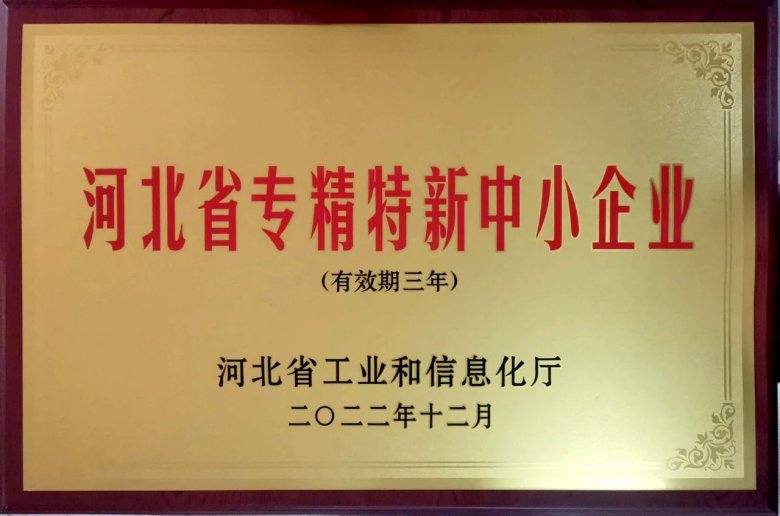 河北省专精特新中小企业
(有效期三年)
河北省工业和信息化厅
二〇二二年十二月